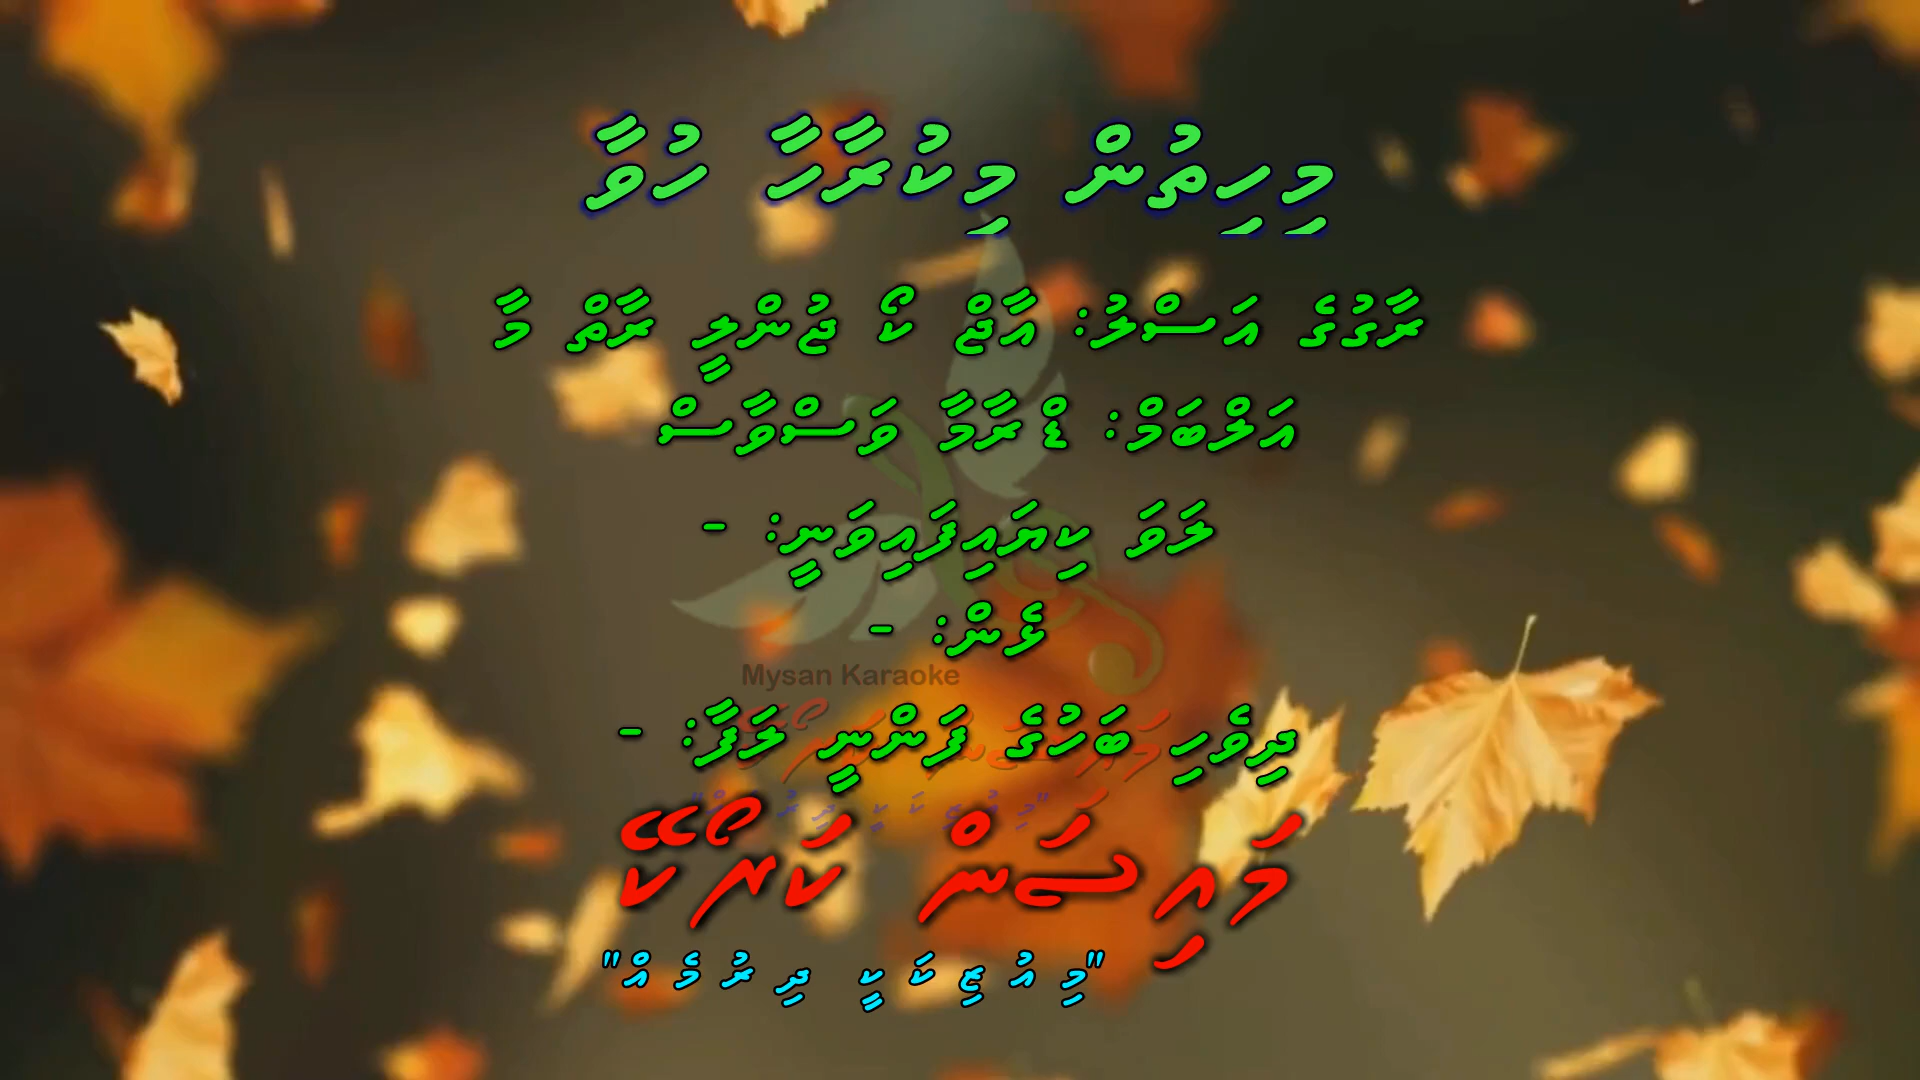 މިހިތުން މިކުރާހާ ހުވާ
ރާގުގެ އަސްލު: އާޖް ކޯ ޖުންލީ ރާތް މާ
އަލްބަމް: ޑްރާމާ ވަސްވާސް
ލަވަ ކިޔައިފައިވަނީ: -
ޅެން: -
Mysan Karaoke
ދިވެހި ބަހުގެ ފަންނީ ލަފާ: -
މައިސަން ކަރޯކޭ
"މި އު ޒި ކަ ކީ ދި ރު މެ އް"